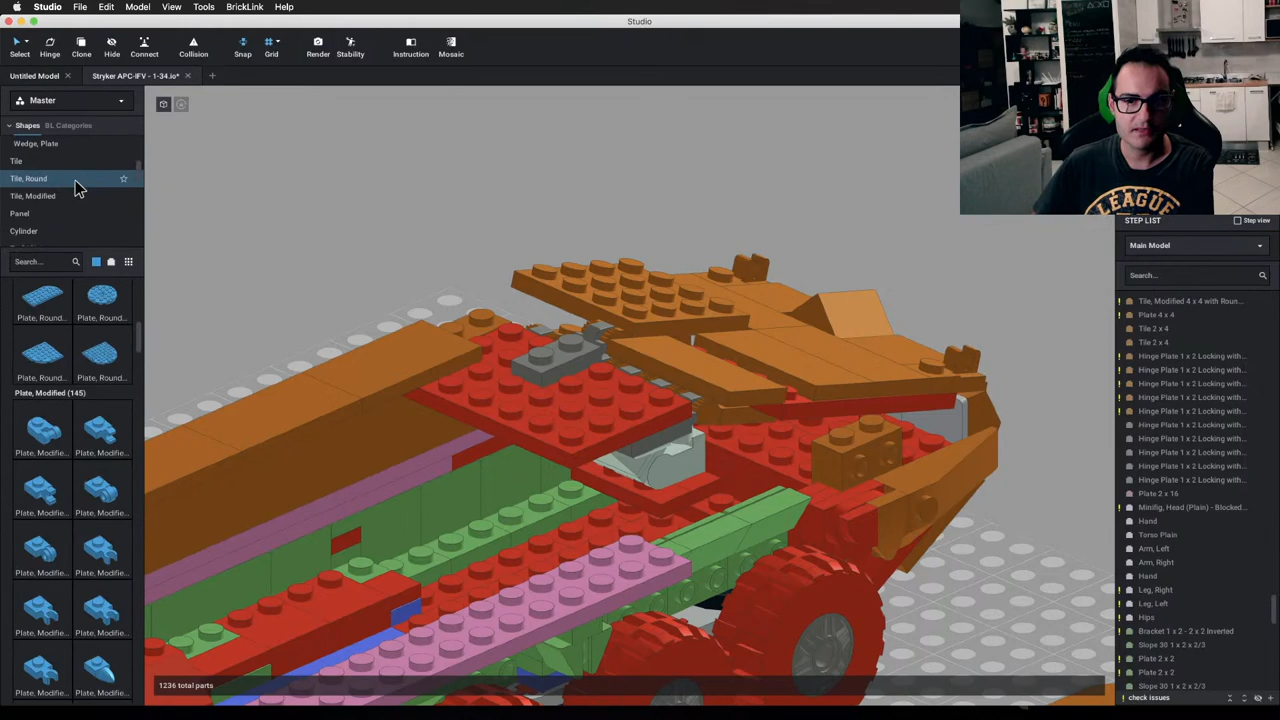 Studio File Edit Model View Tools BrickLink Help
Studio
Select Hinge Clone Hide Connect Collision Snap Grid Render Stability Instruction Mosaic
Untitled Model Stryker APC-IFV - 1-34.io*
Master
Shapes BL Categories
Wedge, Plate
Tile
Tile, Round
Tile, Modified
Panel
Cylinder
Search...
Plate, Round... Plate, Round...
Plate, Round... Plate, Round...
Plate, Modified (145)
Plate, Modifie... Plate, Modifie...
Plate, Modifie... Plate, Modifie...
Plate, Modifie... Plate, Modifie...
Plate, Modifie... Plate, Modifie...
Plate, Modifie... Plate, Modifie...
1236 total parts
LEAGUE
STEP LIST Step view
Main Model
Search...
Tile, Modified 4 x 4 with Roun...
Plate 4 x 4
Tile 2 x 4
Tile 2 x 4
Hinge Plate 1 x 2 Locking with...
Hinge Plate 1 x 2 Locking with...
Hinge Plate 1 x 2 Locking with...
Hinge Plate 1 x 2 Locking with...
Hinge Plate 1 x 2 Locking with...
Hinge Plate 1 x 2 Locking with...
Hinge Plate 1 x 2 Locking with...
Hinge Plate 1 x 2 Locking with...
Hinge Plate 1 x 2 Locking with...
Hinge Plate 1 x 2 Locking with...
Plate 2 x 16
Minifig, Head (Plain) - Blocked...
Hand
Torso Plain
Arm, Left
Arm, Right
Hand
Leg, Right
Leg, Left
Hips
Bracket 1 x 2 - 2 x 2 Inverted
Slope 30 1 x 2 x 2/3
Plate 2 x 2
Plate 2 x 2
Slope 30 1 x 2 x 2/3
check issues